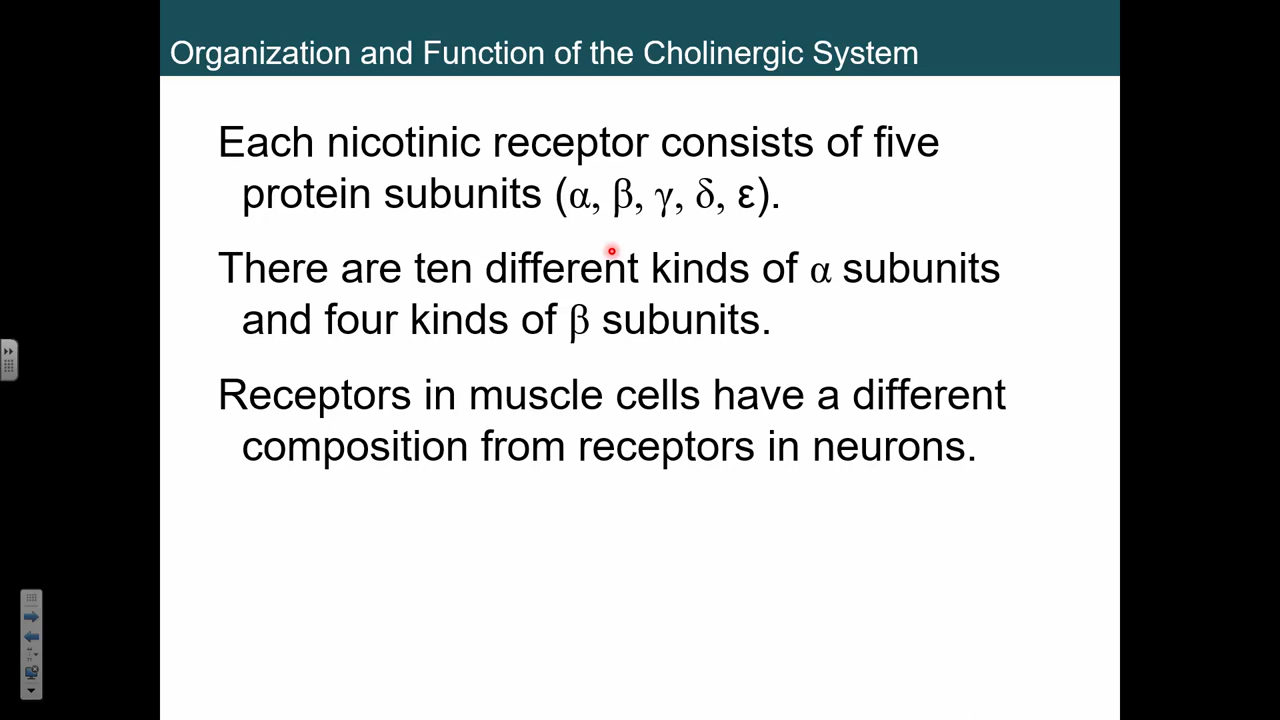 Organization and Function of the Cholinergic System
Each nicotinic receptor consists of five
protein subunits (α, β, γ, δ, ε).
There are ten different kinds of α subunits
and four kinds of β subunits.
Receptors in muscle cells have a different
composition from receptors in neurons.